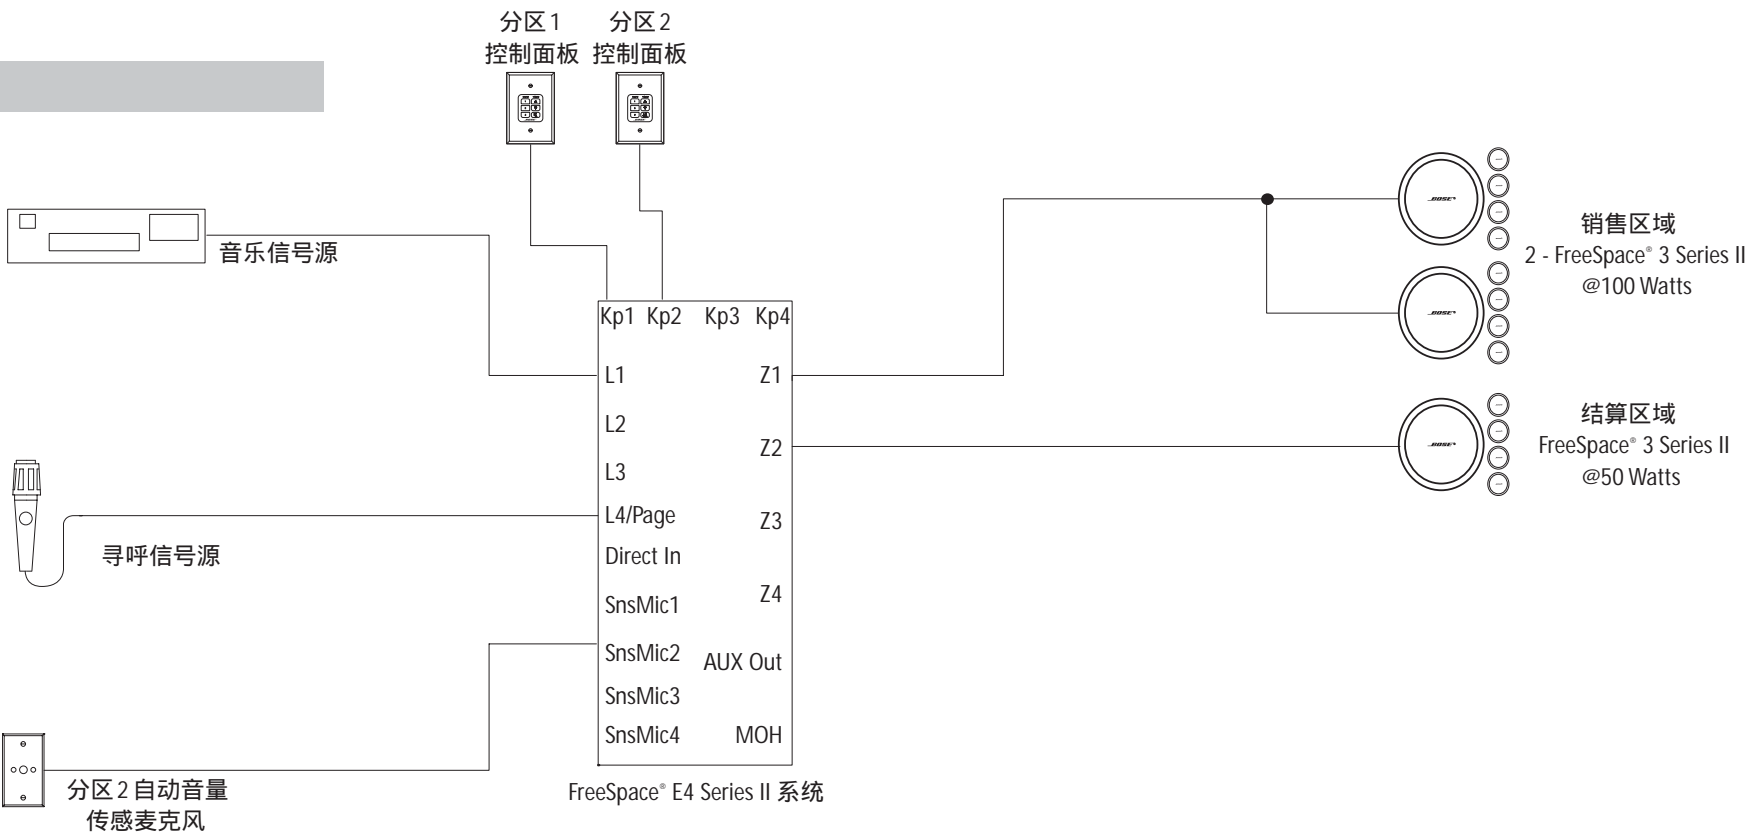 分区1
控制面板
分区2
控制面板
音乐信号源
寻呼信号源
分区2自动音量
传感麦克风
Kp1 Kp2 Kp3 Kp4
L1
L2
L3
L4/Page
Direct In
SnsMic1
SnsMic2
SnsMic3
SnsMic4
Z1
Z2
Z3
Z4
AUX Out
MOH
FreeSpace® E4 Series II 系统
BOSE
BOSE
BOSE
销售区域
2 - FreeSpace® 3 Series II
@100 Watts
结算区域
FreeSpace® 3 Series II
@50 Watts